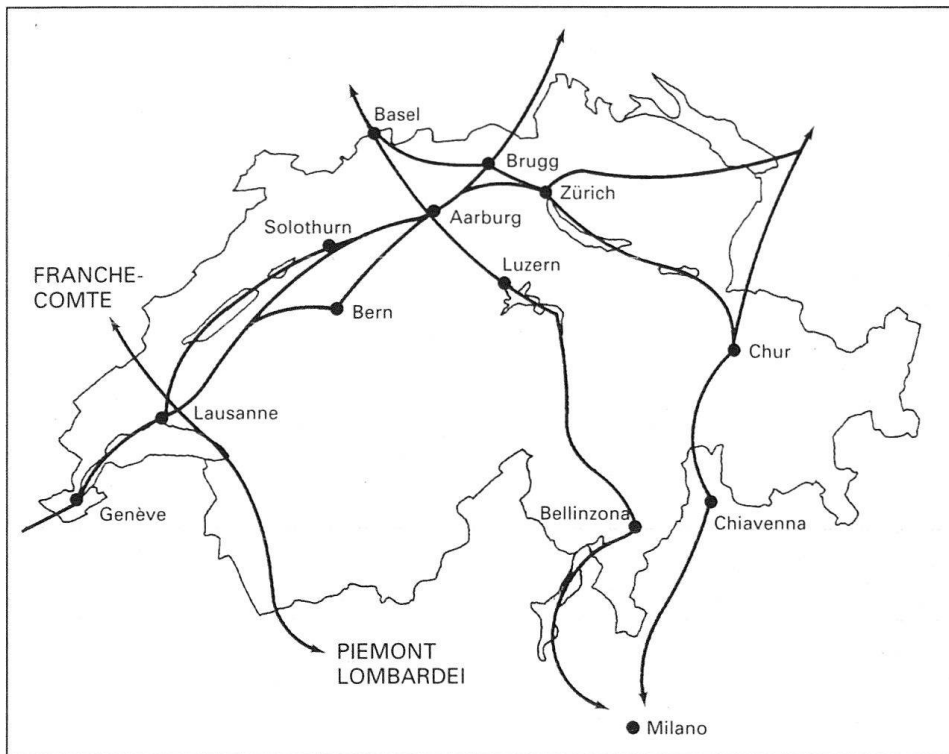 Basel
Brugg
Zürich
Aarburg
Solothurn
FRANCHE-
COMTE
Luzern
Bern
Chur
Lausanne
Genève
Bellinzona
Chiavenna
PIEMONT
LOMBARDEI
Milano